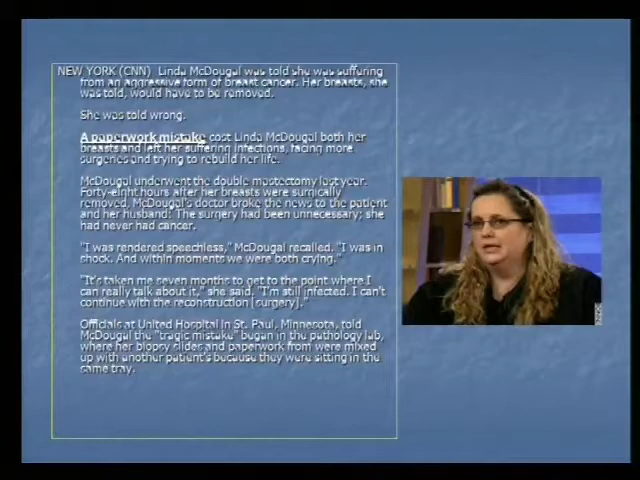 NEW YORK (CNN) Linda McDougal was told she was suffering
from an aggressive form of breast cancer. Her breasts, she
was told, would have to be removed.
She was told wrong.
A paperwork mistake cost Linda McDougal both her
breasts and left her suffering infections, facing more
surgeries and trying to rebuild her life.
McDougal underwent the double mastectomy last year.
Forty-eight hours after her breasts were surgically
removed, McDougal's doctor broke the news to the patient
and her husband: The surgery had been unnecessary; she
had never had cancer.
"I was rendered speechless," McDougal recalled. "I was in
shock. And within moments we were both crying."
"It's taken me seven months to get to the point where I
can really talk about it," she said. "I'm still infected. I can't
continue with the reconstruction [surgery]."
Officials at United Hospital in St. Paul, Minnesota, told
McDougal the "tragic mistake" began in the pathology lab,
where her biopsy slides and paperwork from were mixed
up with another patient's because they were sitting in the
same tray.